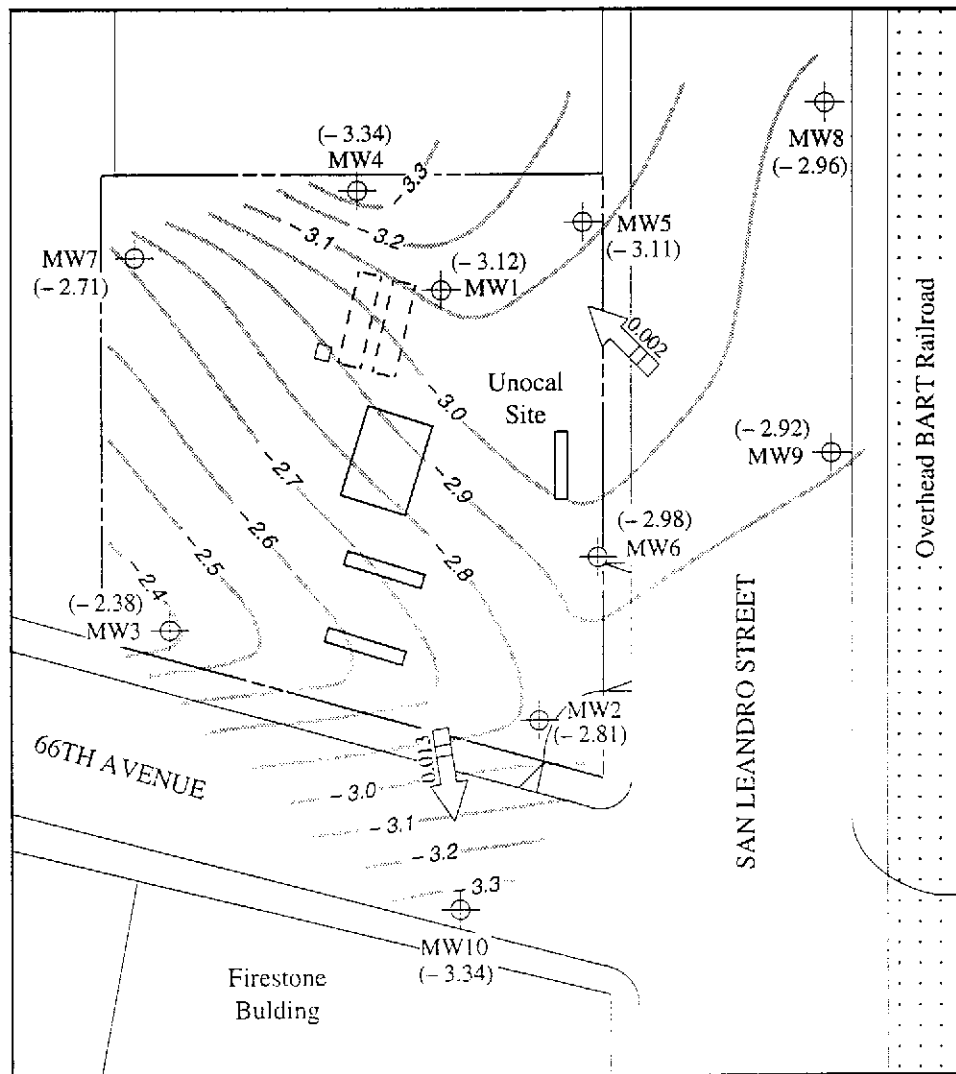 (– 3.34)
MW4
– 3.3
MW8
(– 2.96)
– 3.2
– 3.1
MW5
(– 3.11)
MW7
(– 2.71)
(– 3.12)
MW1
0.002
Unocal
Site
– 3.0
Overhead BART Railroad
(– 2.92)
MW9
– 2.9
– 2.7
– 2.6
– 2.8
– 2.5
– 2.4
(– 2.98)
MW6
(– 2.38)
MW3
SAN LEANDRO STREET
MW2
(– 2.81)
66TH AVENUE
0.013
– 3.0
– 3.1
– 3.2
– 3.3
MW10
(– 3.34)
Firestone
Bulding